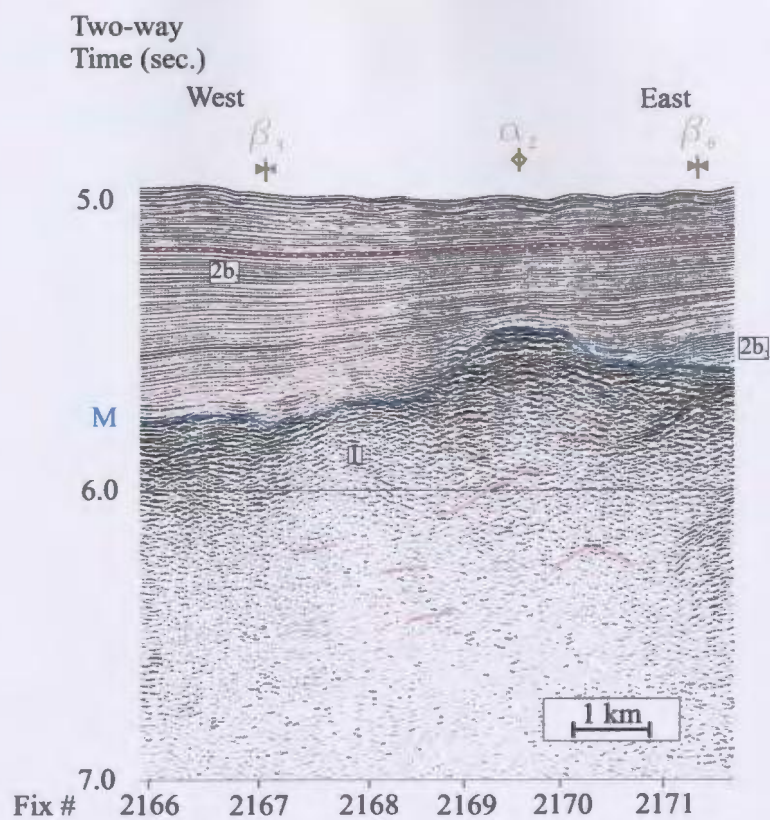 Two-way
Time (sec.)
West East
α₂
5.0
2b.
2b.
M
1
6.0
1 km
7.0
Fix # 2166 2167 2168 2169 2170 2171